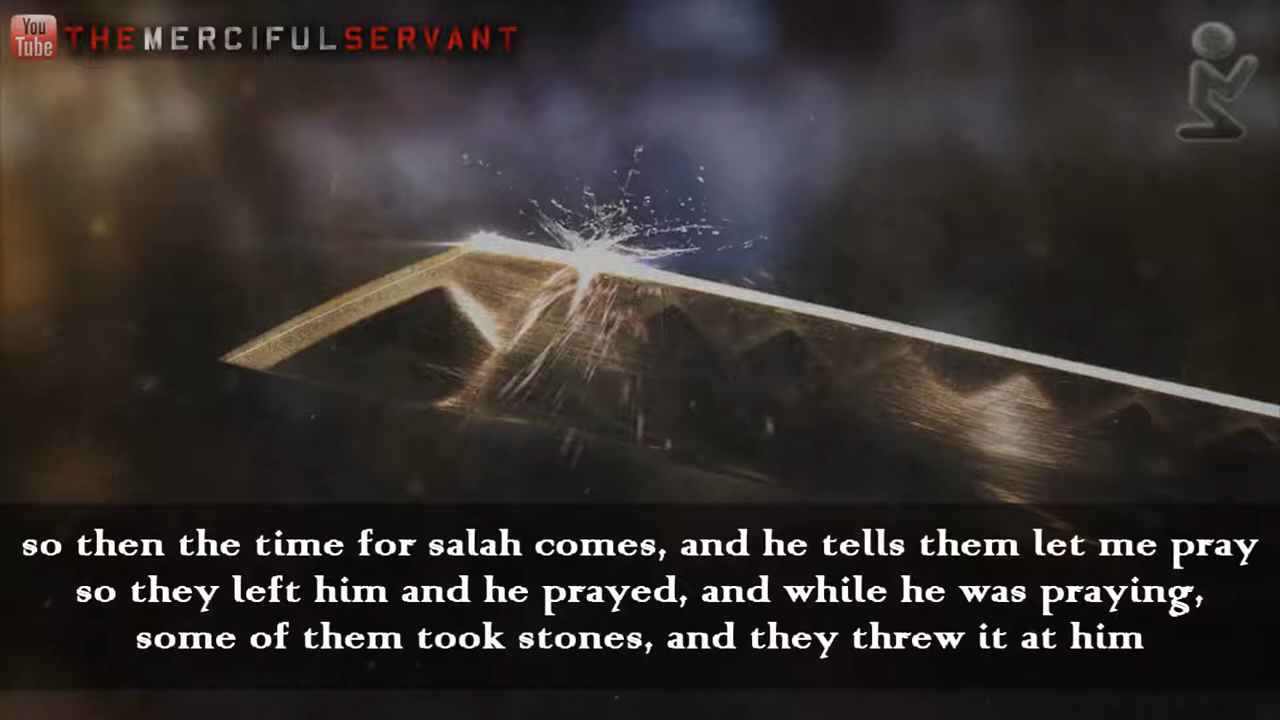 You Tube THEMERCIFULSERVANT
so then the time for salah comes, and he tells them let me pray
so they left him and he prayed, and while he was praying,
some of them took stones, and they threw it at him